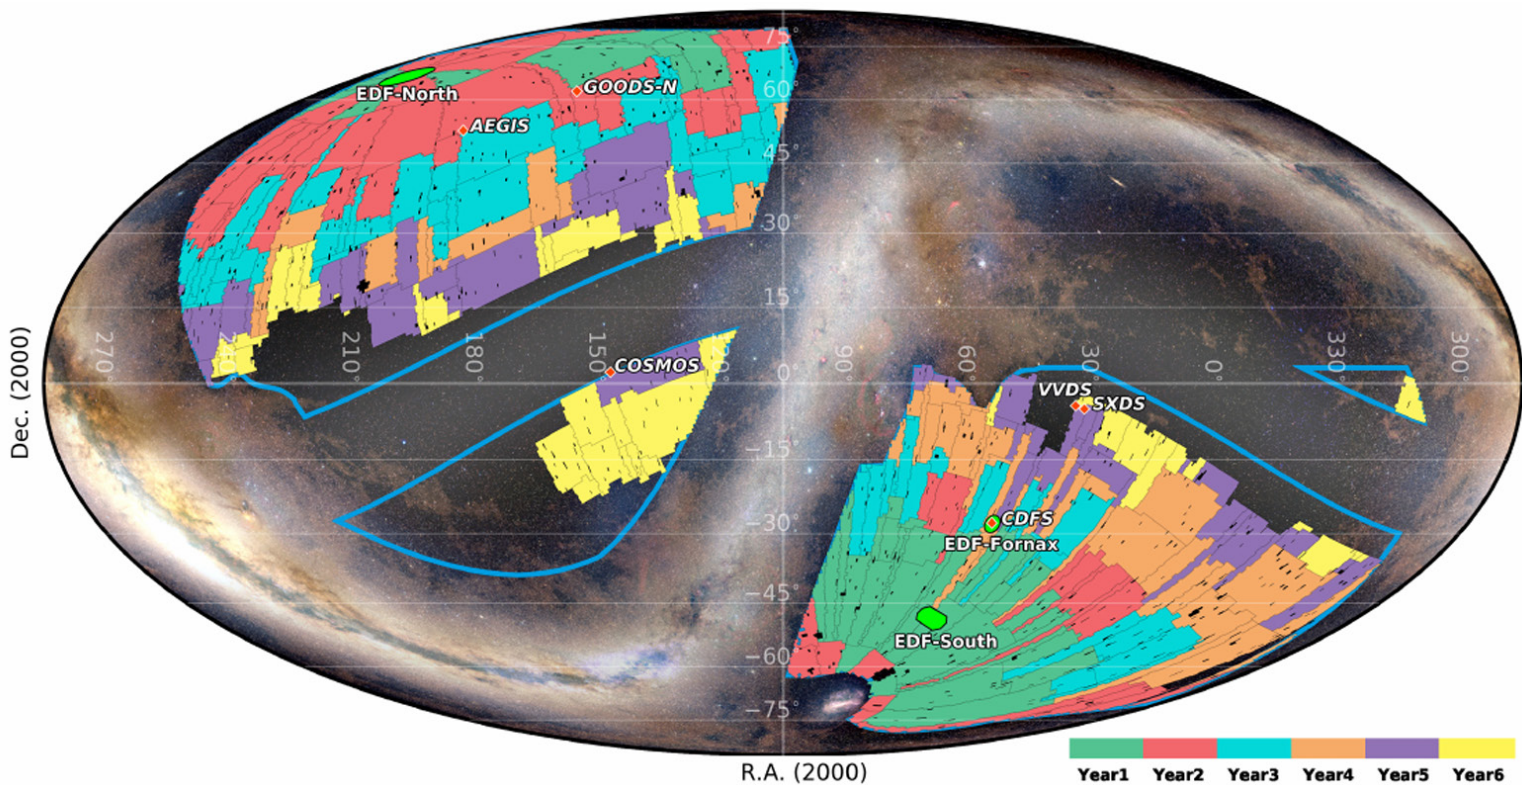 75°
60°
45°
30°
15°
0°
−15°
−30°
−45°
−60°
−75°
270°
240°
210°
180°
150°
120°
90°
60°
30°
0°
330°
300°
EDF-North
GOODS-N
AEGIS
COSMOS
VVDS
SXDS
CDFS
EDF-Fornax
EDF-South
Dec. (2000)
R.A. (2000)
Year1 Year2 Year3 Year4 Year5 Year6